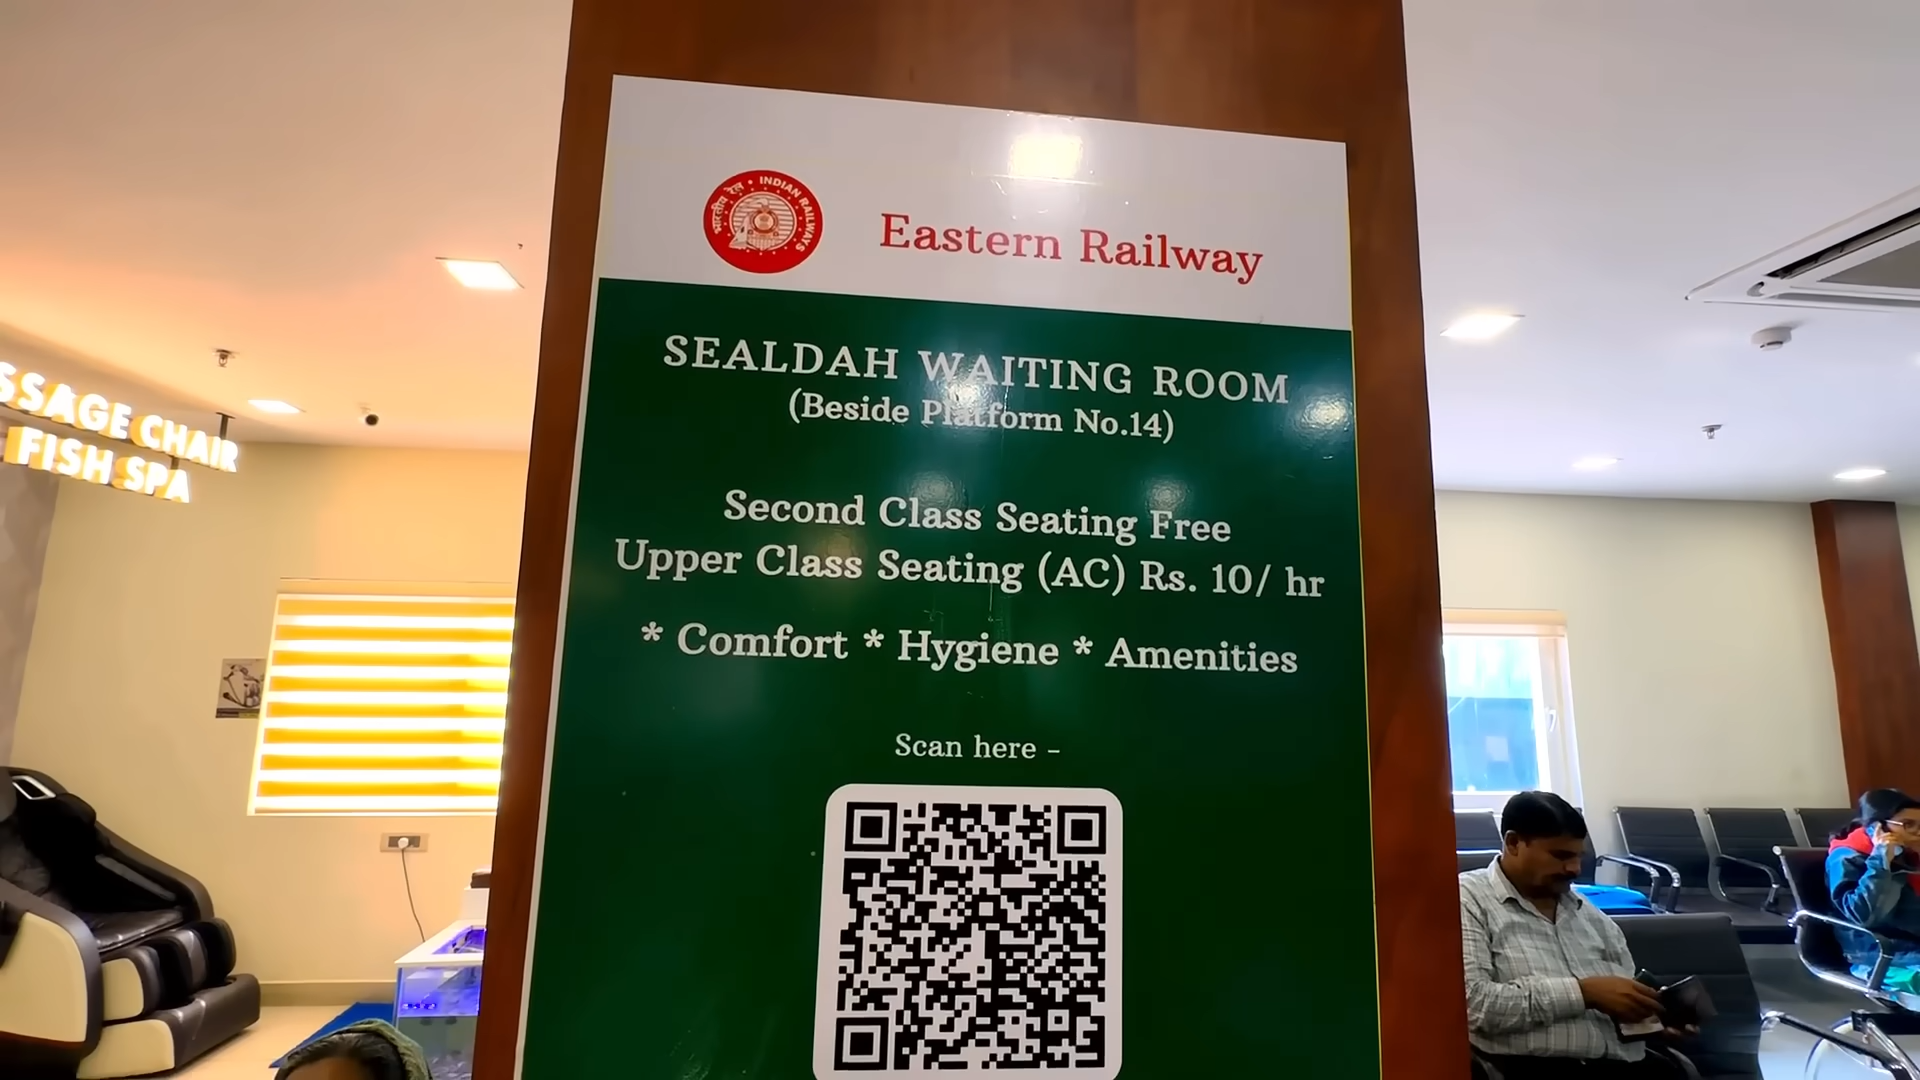 भारतीय रेल • INDIAN RAILWAYS
Eastern Railway
SEALDAH WAITING ROOM
(Beside Platform No.14)
Second Class Seating Free
Upper Class Seating (AC) Rs. 10/ hr
* Comfort * Hygiene * Amenities
Scan here -
SSAGE CHAIR
FISH SPA